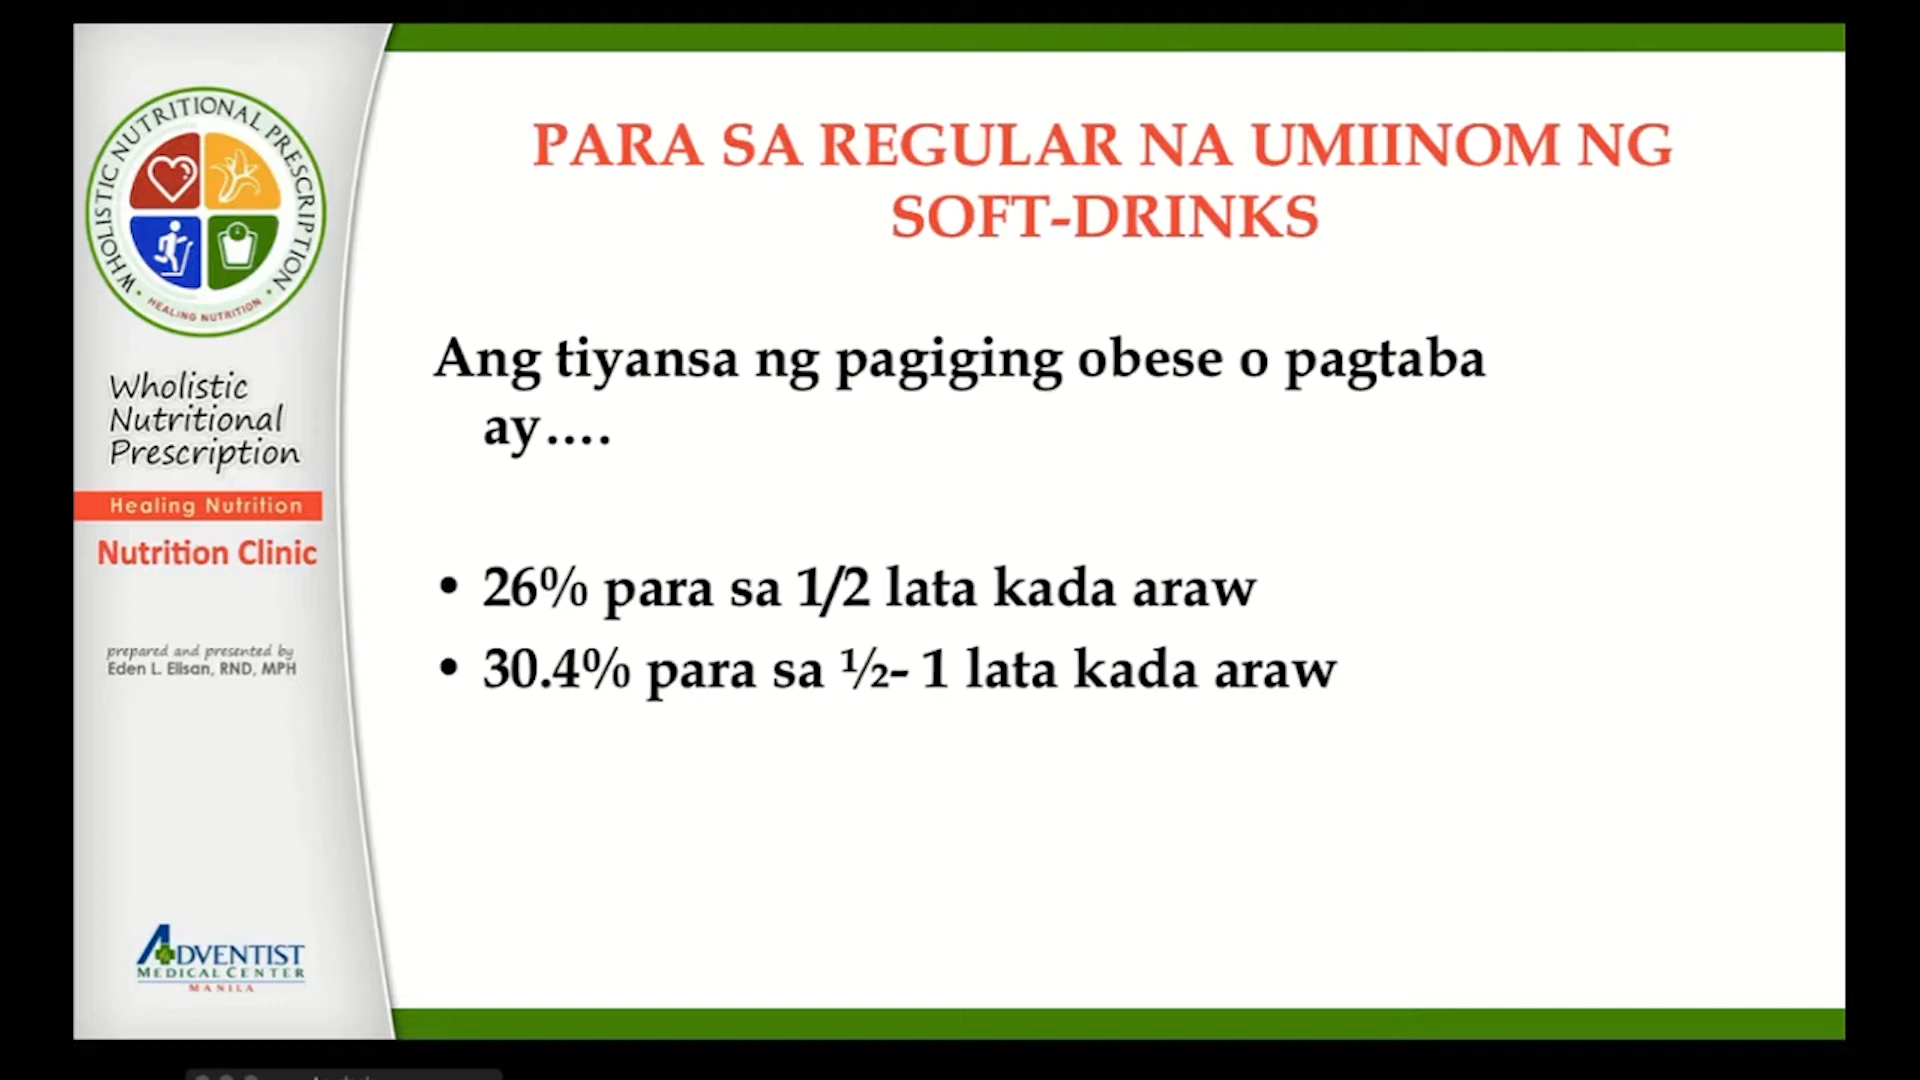 WHOLISTIC NUTRITIONAL PRESCRIPTION
HEALING NUTRITION
Wholistic
Nutritional
Prescription
Healing Nutrition
Nutrition Clinic
prepared and presented by
Eden L. Elisan, RND, MPH
ADVENTIST
MEDICAL CENTER
MANILA
PARA SA REGULAR NA UMIINOM NG
SOFT-DRINKS
Ang tiyansa ng pagiging obese o pagtaba
ay….
• 26% para sa 1/2 lata kada araw
• 30.4% para sa ½- 1 lata kada araw